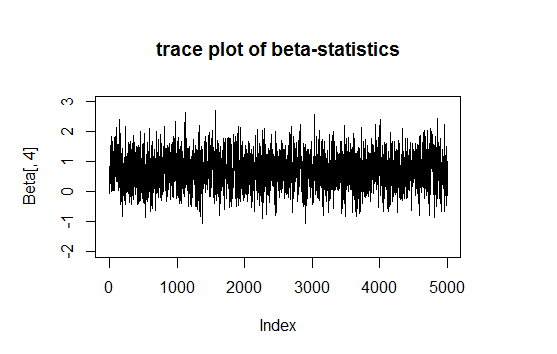 trace plot of beta-statistics
Beta[, 4]
3
2
1
0
-1
-2
0 1000 2000 3000 4000 5000
Index